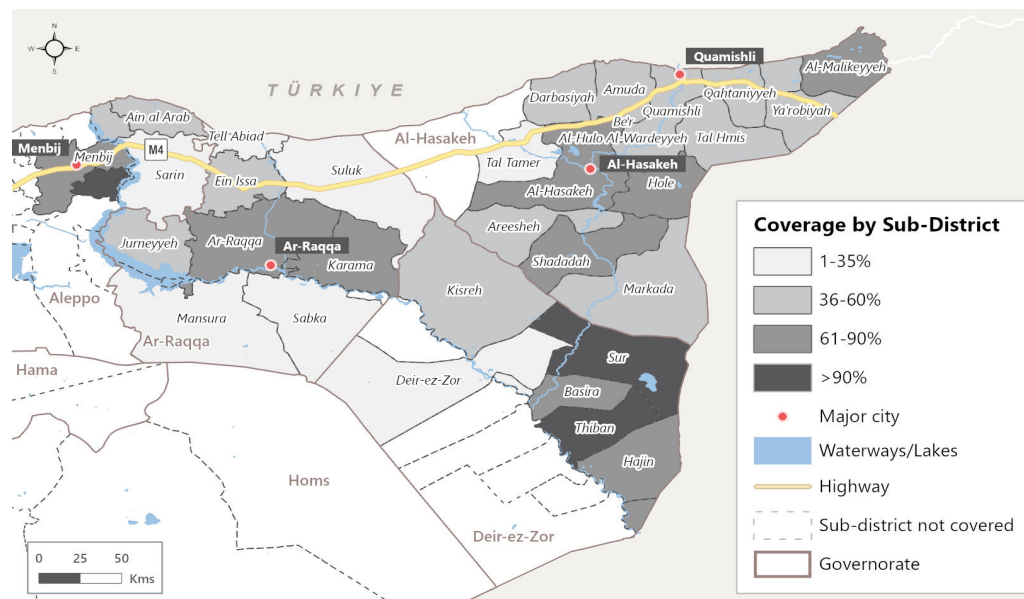 N
W
E
S
TÜRKIYE
Quamishli
Al-Malikeyyeh
Darbasiyah
Amuda
Qahtaniyyeh
Quamishli
Ya'robiyah
Ain al Arab
Tell Abiad
Al-Hasakeh
Be'r
Al-Hulo Al-Wardeyyeh
Tal Hmis
Menbij
Menbij
M4
Sarin
Ein Issa
Suluk
Tal Tamer
Al-Hasakeh
Al-Hasakeh
Hole
Areesheh
Jurneyyeh
Ar-Raqqa
Ar-Raqqa
Karama
Shadadah
Kisreh
Markada
Aleppo
Mansura
Sabka
Ar-Raqqa
Hama
Sur
Deir-ez-Zor
Basira
Thiban
Hajin
Homs
Deir-ez-Zor
0 25 50
Kms
Coverage by Sub-District
1-35%
36-60%
61-90%
>90%
Major city
Waterways/Lakes
Highway
Sub-district not covered
Governorate